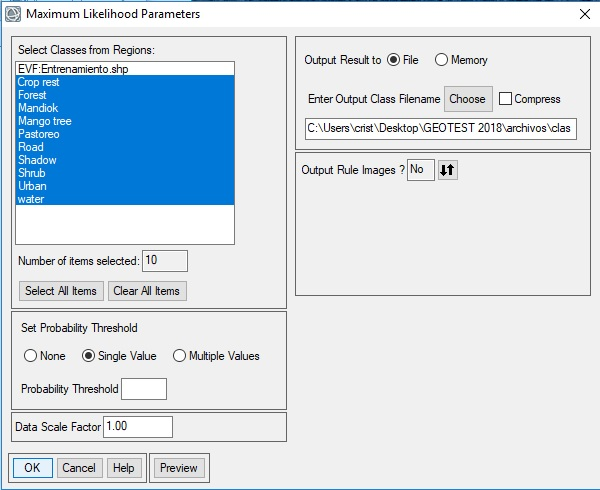 Maximum Likelihood Parameters
Select Classes from Regions:
EVF:Entrenamiento.shp
Crop rest
Forest
Mandiok
Mango tree
Pastoreo
Road
Shadow
Shrub
Urban
water
Number of items selected: 10
Select All Items Clear All Items
Set Probability Threshold
None Single Value Multiple Values
Probability Threshold
Data Scale Factor 1.00
OK Cancel Help Preview
Output Result to File Memory
Enter Output Class Filename Choose Compress
C:\Users\crist\Desktop\GEOTEST 2018\archivos\clas
Output Rule Images ? No